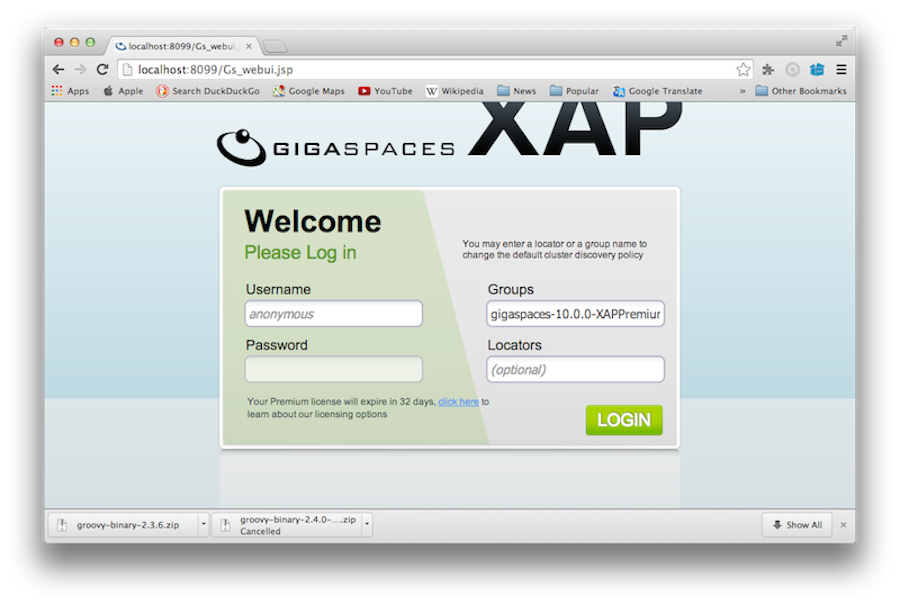 localhost:8099/Gs_webui.j
localhost:8099/Gs_webui.jsp
Apps Apple Search DuckDuckGo Google Maps YouTube Wikipedia News Popular Google Translate » Other Bookmarks
GIGASPACES XAP
Welcome
Please Log in
You may enter a locator or a group name to
change the default cluster discovery policy
Username
Groups
anonymous
gigaspaces-10.0.0-XAPPremiur
Password
Locators
(optional)
Your Premium license will expire in 32 days, click here to
learn about our licensing options
LOGIN
groovy-binary-2.3.6.zip
groovy-binary-2.4.0-....zip
Cancelled
Show All